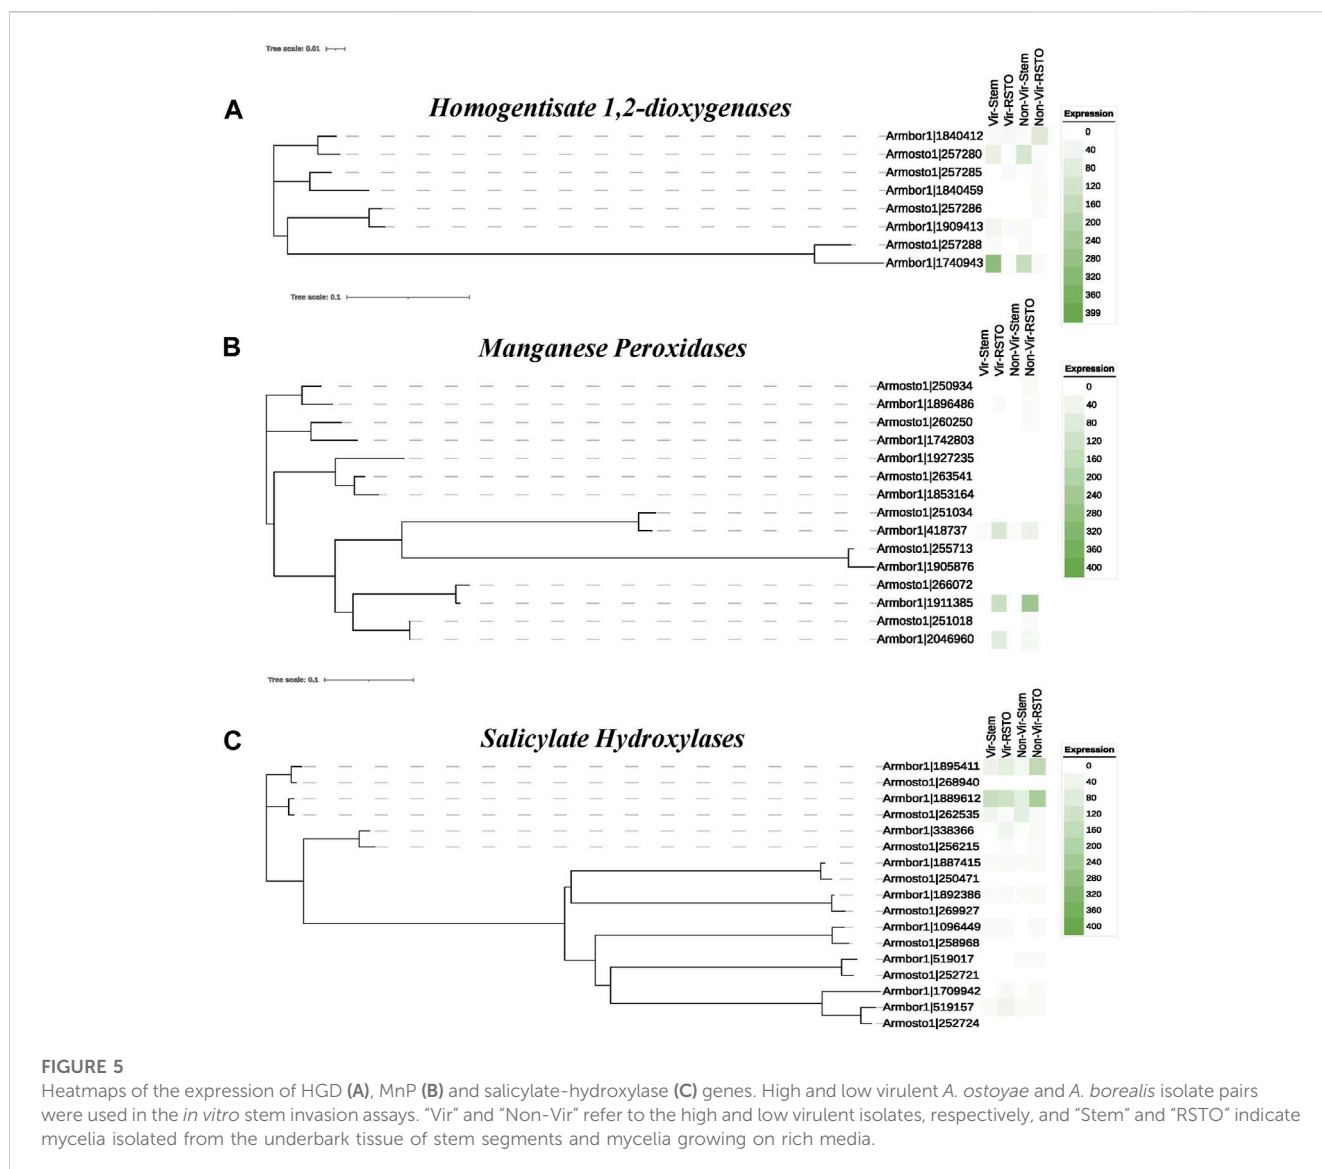 Tree scale: 0.01
A
Homogentisate 1,2-dioxygenases
Vir-Stem
Vir-RSTO
Non-Vir-Stem
Non-Vir-RSTO
Armbor1|1840412
Armosto1|257280
Armosto1|257285
Armbor1|1840459
Armosto1|257286
Armbor1|1909413
Armosto1|257288
Armbor1|1740943
Expression
0
40
80
120
160
200
240
280
320
360
399
Tree scale: 0.1
B
Manganese Peroxidases
Vir-Stem
Vir-RSTO
Non-Vir-Stem
Non-Vir-RSTO
Armosto1|250934
Armbor1|1896486
Armosto1|260250
Armbor1|1742803
Armbor1|1927235
Armosto1|263541
Armbor1|1853164
Armosto1|251034
Armbor1|418737
Armosto1|255713
Armbor1|1905876
Armosto1|266072
Armbor1|1911385
Armosto1|251018
Armbor1|2046960
Expression
0
40
80
120
160
200
240
280
320
360
400
Tree scale: 0.1
C
Salicylate Hydroxylases
Vir-Stem
Vir-RSTO
Non-Vir-Stem
Non-Vir-RSTO
Armbor1|1895411
Armosto1|268940
Armbor1|1889612
Armosto1|262535
Armbor1|338366
Armosto1|256215
Armbor1|1887415
Armosto1|250471
Armbor1|1892386
Armosto1|269927
Armbor1|1096449
Armosto1|258968
Armbor1|519017
Armosto1|252721
Armbor1|1709942
Armbor1|519157
Armosto1|252724
Expression
0
40
80
120
160
200
240
280
320
360
400
FIGURE 5
Heatmaps of the expression of HGD (A), MnP (B) and salicylate-hydroxylase (C) genes. High and low virulent A. ostoyae and A. borealis isolate pairs
were used in the in vitro stem invasion assays. "Vir" and "Non-Vir" refer to the high and low virulent isolates, respectively, and "Stem" and "RSTO" indicate
mycelia isolated from the underbark tissue of stem segments and mycelia growing on rich media.